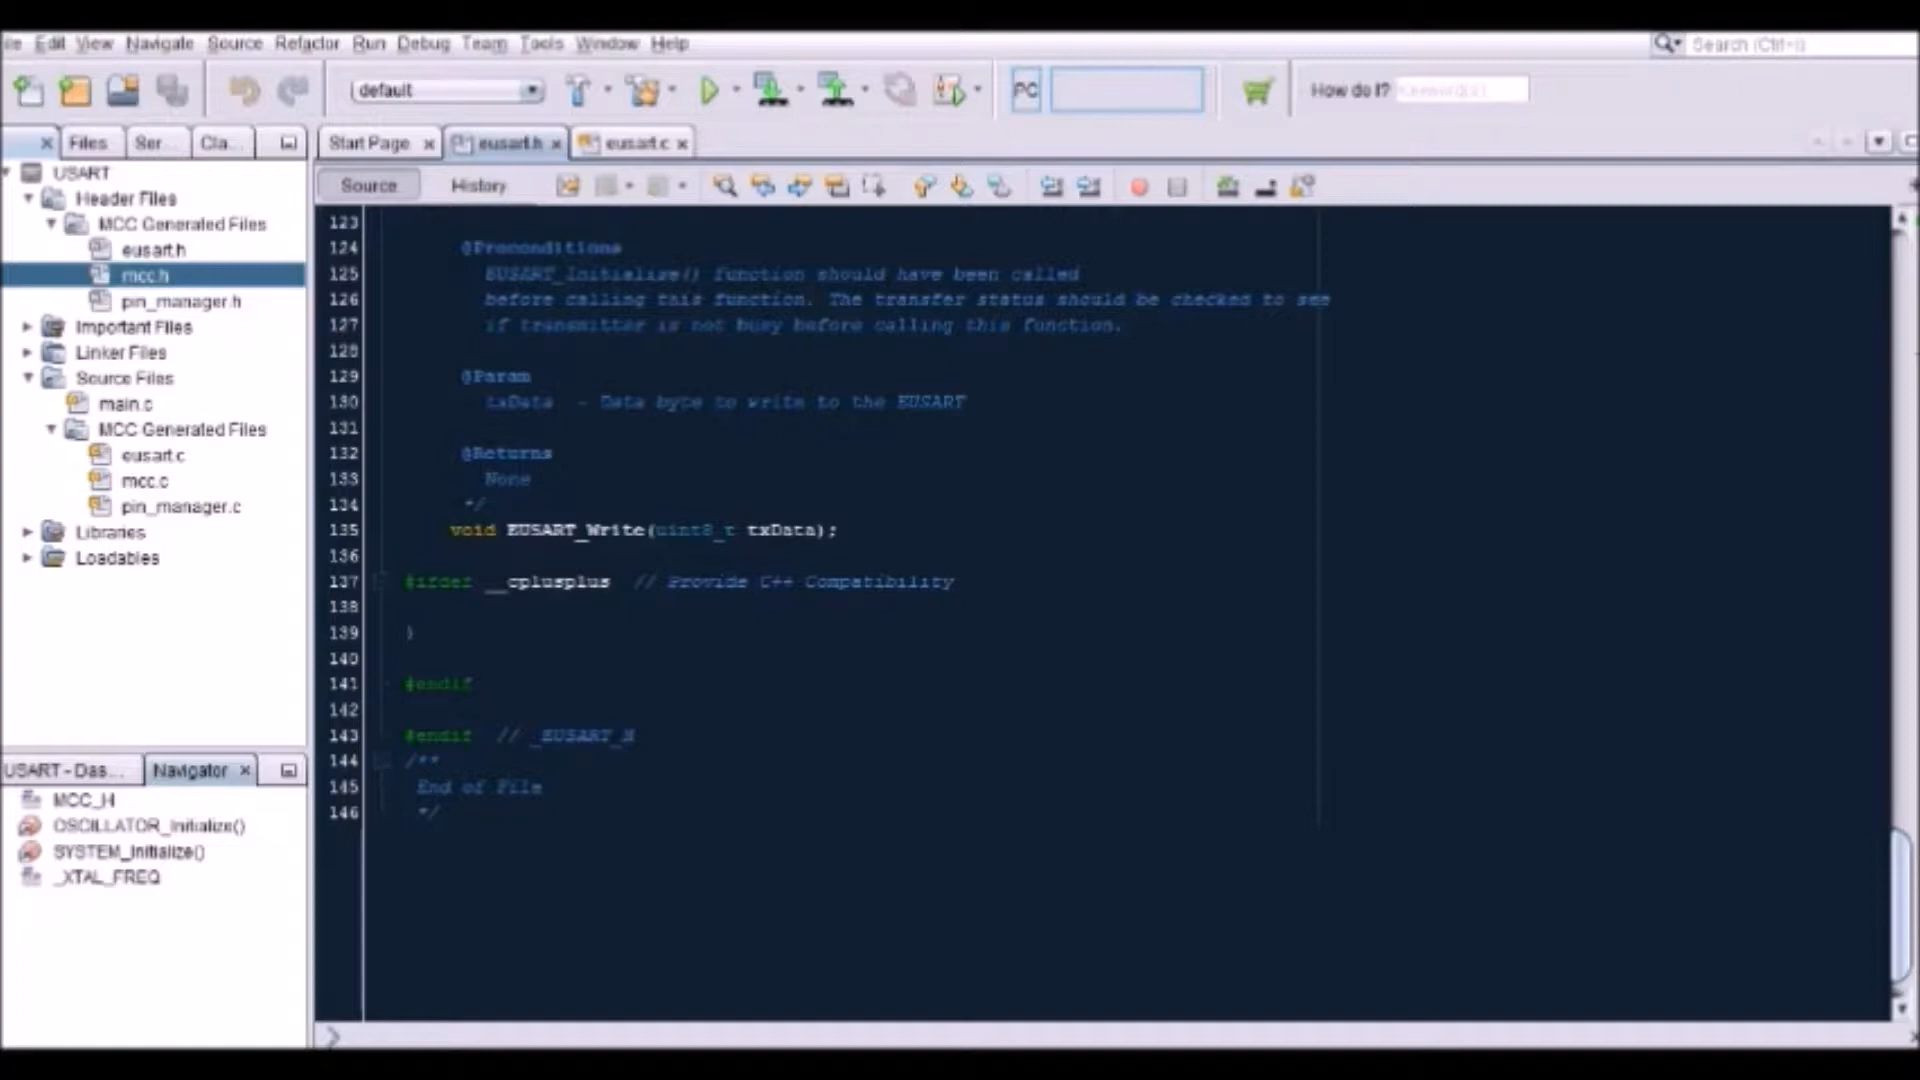 Edit View Navigate Source Refactor Run Debug Team Tools Window Help
Search (Ctrl+I)
default
PC
How do I?
Files
Ser...
Cla...
Start Page
eusart.h
eusart.c
Source
History
USART
Header Files
MCC Generated Files
eusart.h
mcc.h
pin_manager.h
Important Files
Linker Files
Source Files
main.c
MCC Generated Files
eusart.c
mcc.c
pin_manager.c
Libraries
Loadables
USART - Das...
Navigator
MCC_H
OSCILLATOR_Initialize()
SYSTEM_Initialize()
_XTAL_FREQ
123
124 @Preconditions
125 EUSART_Initialize() function should have been called
126 before calling this function. The transfer status should be checked to see
127 if transmitter is not busy before calling this function.
128
129 @Param
130 txData - Data byte to write to the EUSART
131
132 @Returns
133 None
134 */
135 void EUSART_Write(uint8_t txData);
136
137 #ifdef __cplusplus // Provide C++ Compatibility
138
139 }
140
141 #endif
142
143 #endif // _EUSART_H
144 /**
145 End of File
146 */